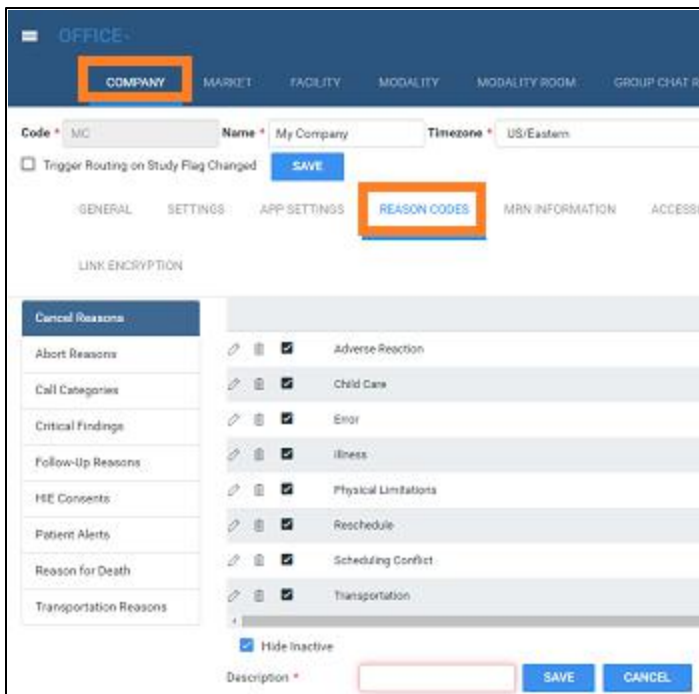 OFFICE
COMPANY MARKET FACILITY MODALITY MODALITY ROOM GROUP CHAT R
Code * MC Name * My Company Timezone * US/Eastern
Trigger Routing on Study Flag Changed SAVE
GENERAL SETTINGS APP SETTINGS REASON CODES MRN INFORMATION ACCESS
LINK ENCRYPTION
Cancel Reasons
Abort Reasons
Call Categories
Critical Findings
Follow-Up Reasons
HIE Consents
Patient Alerts
Reason for Death
Transportation Reasons
Adverse Reaction
Child Care
Error
Illness
Physical Limitations
Reschedule
Scheduling Conflict
Transportation
Hide Inactive
Description * SAVE CANCEL